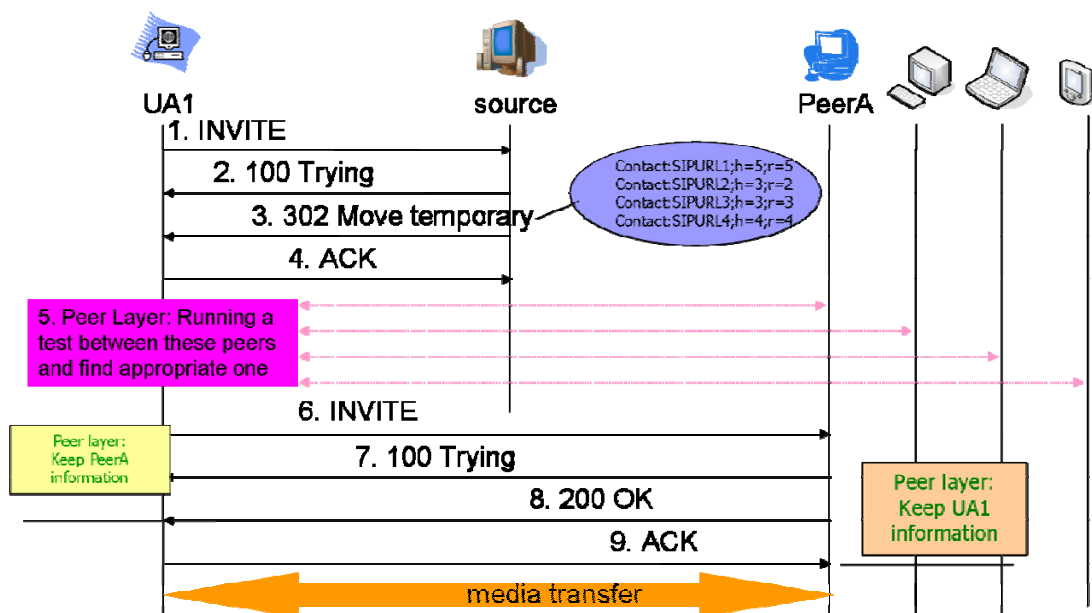 UA1
source
PeerA
1. INVITE
2. 100 Trying
Contact:SIPURL1;h=5;r=5
Contact:SIPURL2;h=3;r=2
Contact:SIPURL3;h=3;r=3
Contact:SIPURL4;h=4;r=4
3. 302 Move temporary
4. ACK
5. Peer Layer: Running a
test between these peers
and find appropriate one
6. INVITE
Peer layer:
Keep PeerA
information
7. 100 Trying
8. 200 OK
Peer layer:
Keep UA1
information
9. ACK
media transfer